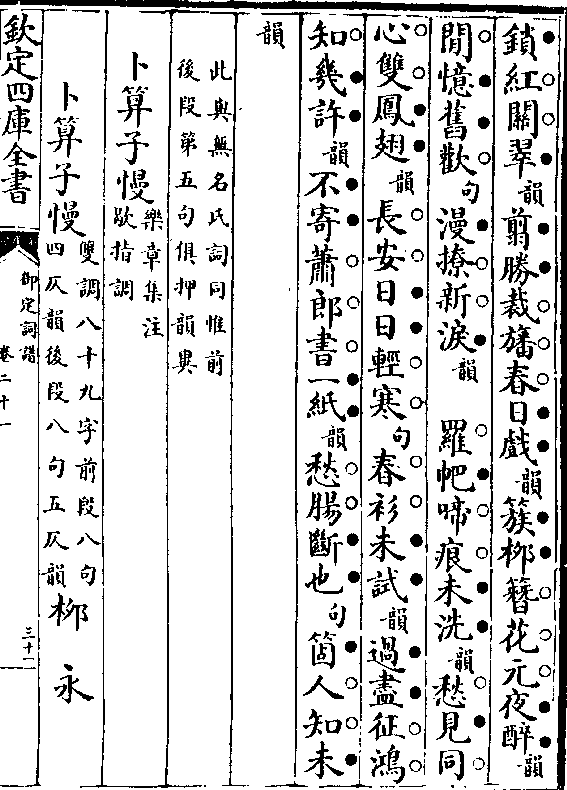 鎖紅關翠韻翦勝裁旛春日戲韻簇柳簪花元夜醉韻
閒憶舊歡句漫撩新淚韻　羅帊啼痕未洗韻愁見同
心雙鳳翅韻長安日日輕寒句春衫未試韻過盡征鴻
知幾許韻不寄蕭郎書一紙韻愁腸斷也句箇人知未
韻
此與無名氏詞同惟前
後段第五句俱押韻異
卜算子慢樂章集注
歇指調
卜算子慢雙調八十九字前段八句
四仄韻後段八句五仄韻柳　永
欽定四庫全書
御定詞譜
卷二十一
三十一